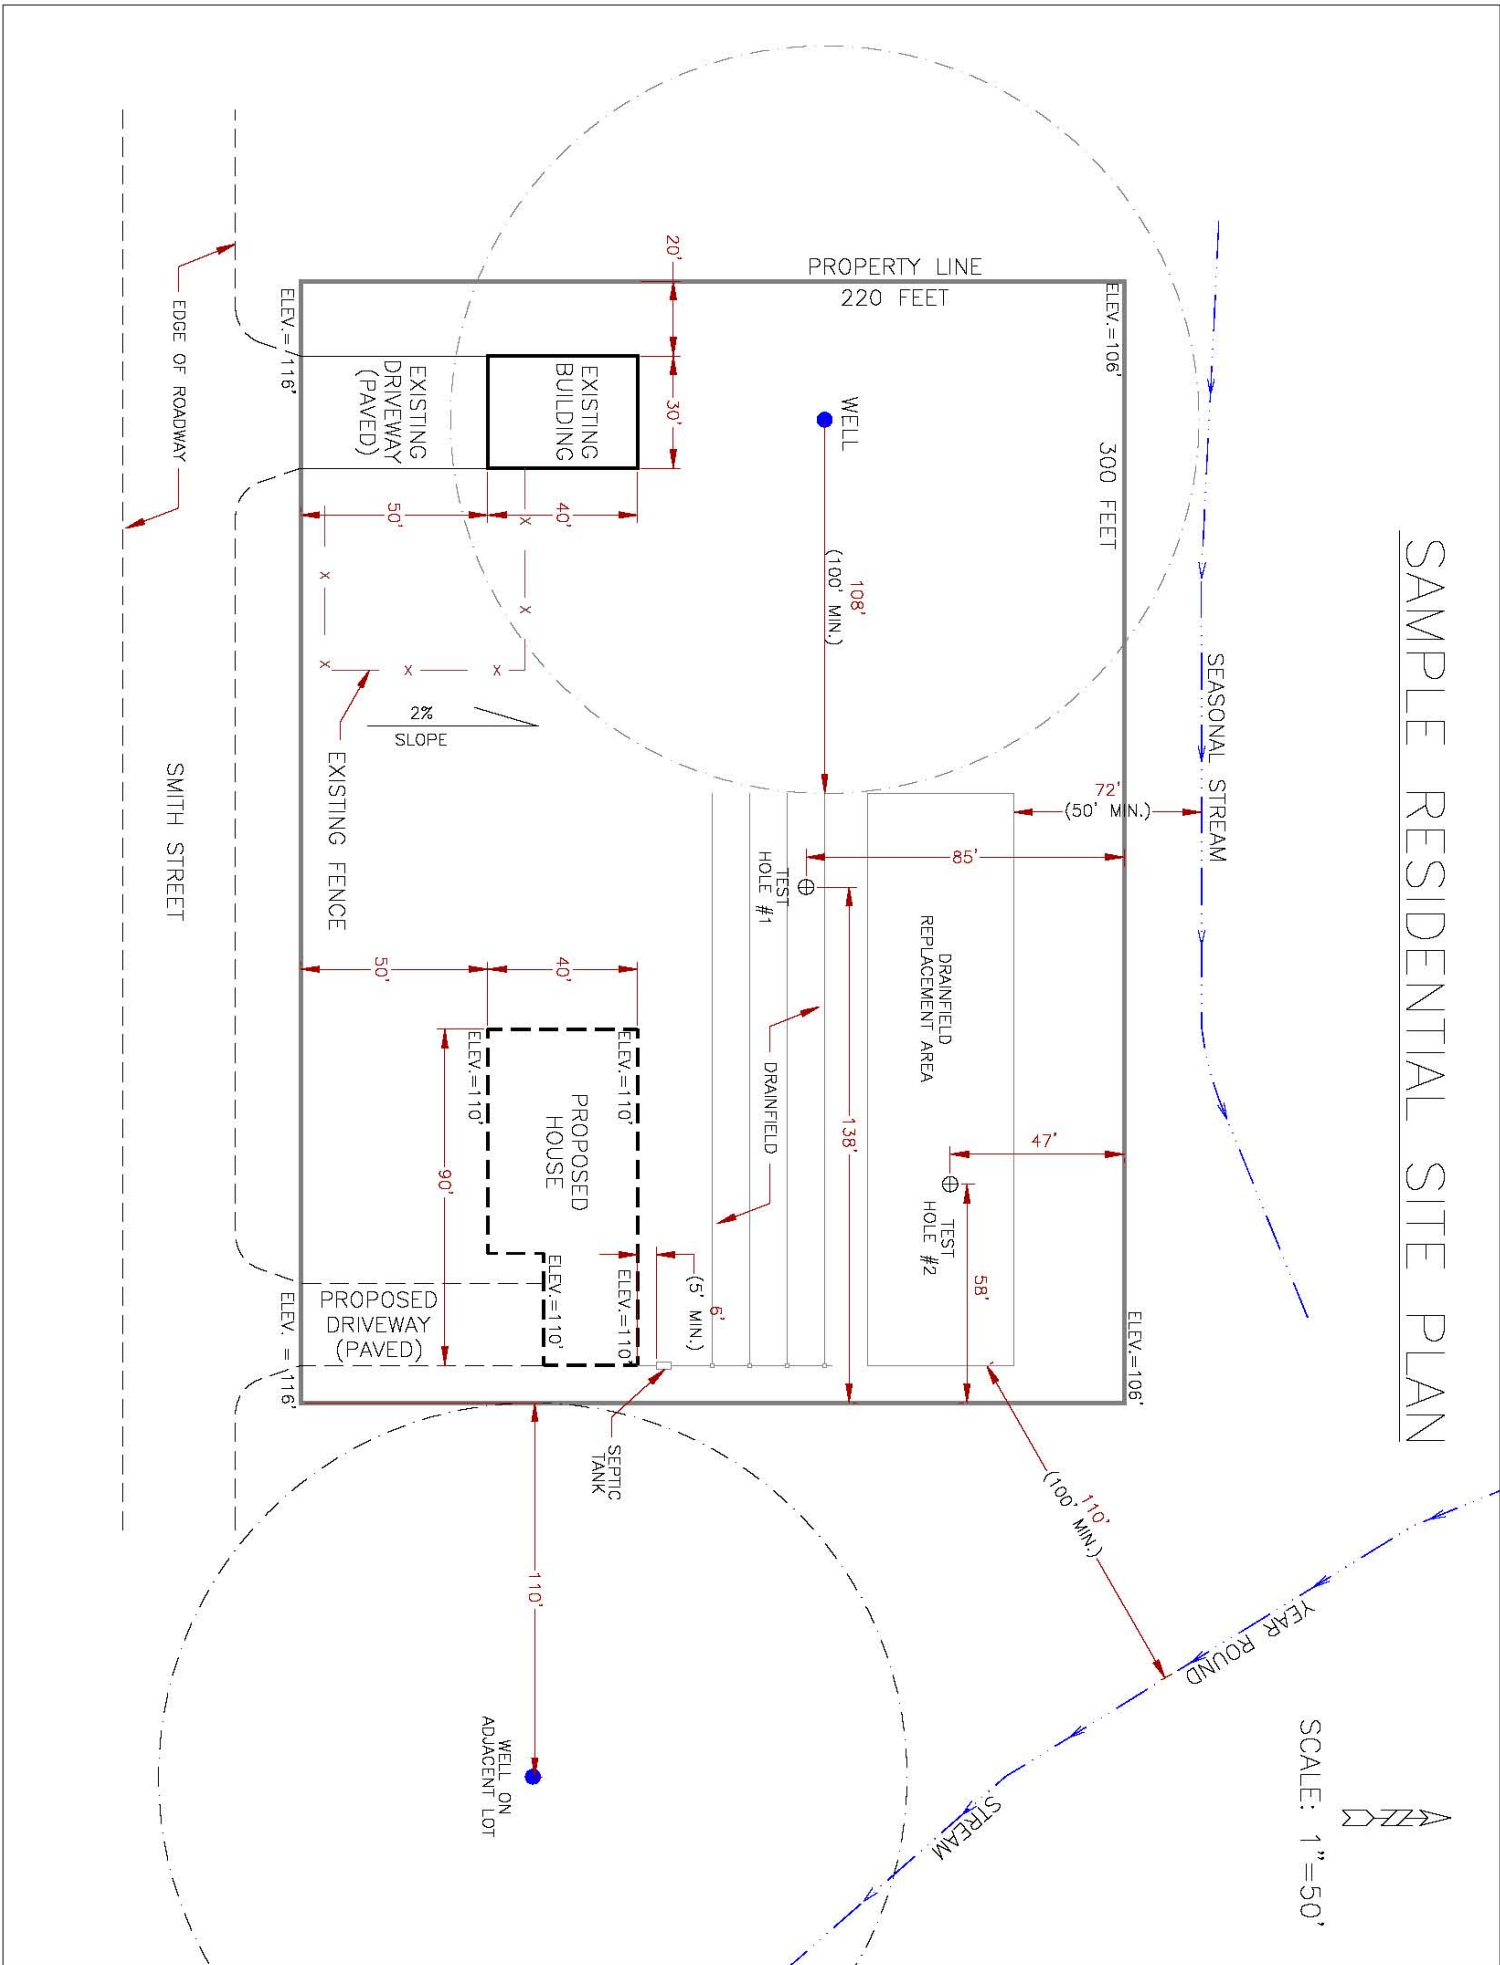 SAMPLE RESIDENTIAL SITE PLAN
SCALE: 1"=50'
N
SEASONAL STREAM
YEAR ROUND
STREAM
72'
(50' MIN.)
110'
(100' MIN.)
ELEV.=106'
300 FEET
ELEV.=106'
PROPERTY LINE
220 FEET
WELL
108'
(100' MIN.)
85'
47'
DRAINFIELD
REPLACEMENT AREA
TEST
HOLE #2
58'
TEST
HOLE #1
138'
DRAINFIELD
20'
30'
6'
(5' MIN.)
SEPTIC
TANK
EXISTING
BUILDING
40'
50'
EXISTING
DRIVEWAY
(PAVED)
X
X
X
X
X
X
2%
SLOPE
EXISTING FENCE
40'
50'
ELEV.=110'
ELEV.=110'
PROPOSED
HOUSE
ELEV.=110'
ELEV.=110'
90'
PROPOSED
DRIVEWAY
(PAVED)
110'
WELL ON
ADJACENT LOT
ELEV.=116'
ELEV. =116'
EDGE OF ROADWAY
SMITH STREET